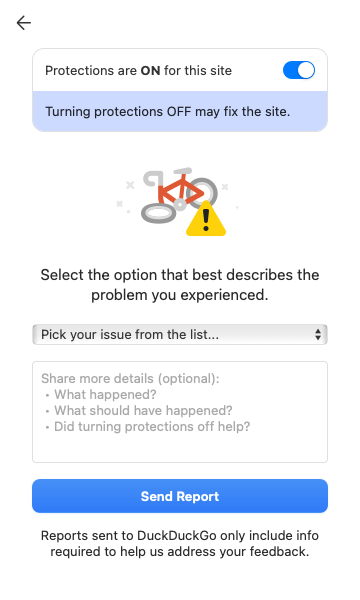 Protections are ON for this site
Turning protections OFF may fix the site.
Select the option that best describes the
problem you experienced.
Pick your issue from the list...
Share more details (optional):
• What happened?
• What should have happened?
• Did turning protections off help?
Send Report
Reports sent to DuckDuckGo only include info
required to help us address your feedback.